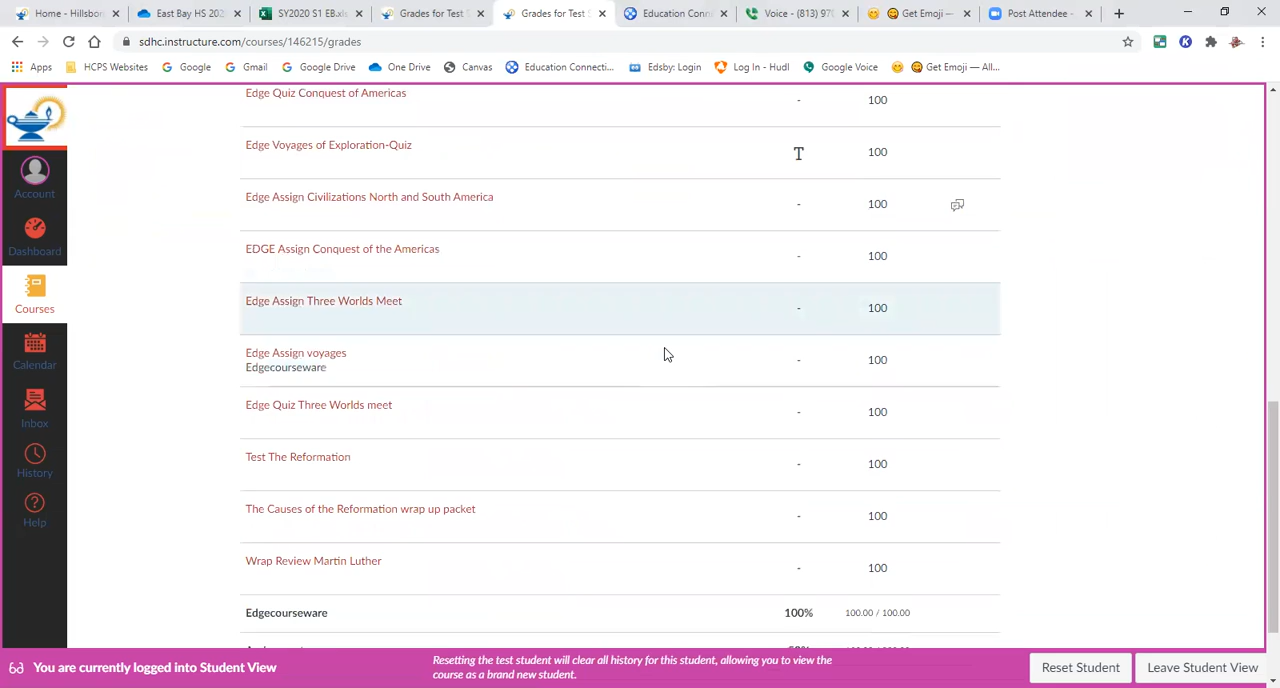 Home - Hillsbor
East Bay HS 202
SY2020 S1 EB.xls
Grades for Test S
Grades for Test S
Education Conn
Voice - (813) 970
Get Emoji —
Post Attendee -
sdhc.instructure.com/courses/146215/grades
Apps
HCPS Websites
Google
Gmail
Google Drive
One Drive
Canvas
Education Connecti...
Edsby: Login
Log In - Hudl
Google Voice
Get Emoji — All...
Account
Dashboard
Courses
Calendar
Inbox
History
Help
Edge Quiz Conquest of Americas - 100
Edge Voyages of Exploration-Quiz T 100
Edge Assign Civilizations North and South America - 100
EDGE Assign Conquest of the Americas - 100
Edge Assign Three Worlds Meet - 100
Edge Assign voyages
Edgecourseware - 100
Edge Quiz Three Worlds meet - 100
Test The Reformation - 100
The Causes of the Reformation wrap up packet - 100
Wrap Review Martin Luther - 100
Edgecourseware 100% 100.00 / 100.00
You are currently logged into Student View
Resetting the test student will clear all history for this student, allowing you to view the
course as a brand new student.
Reset Student
Leave Student View